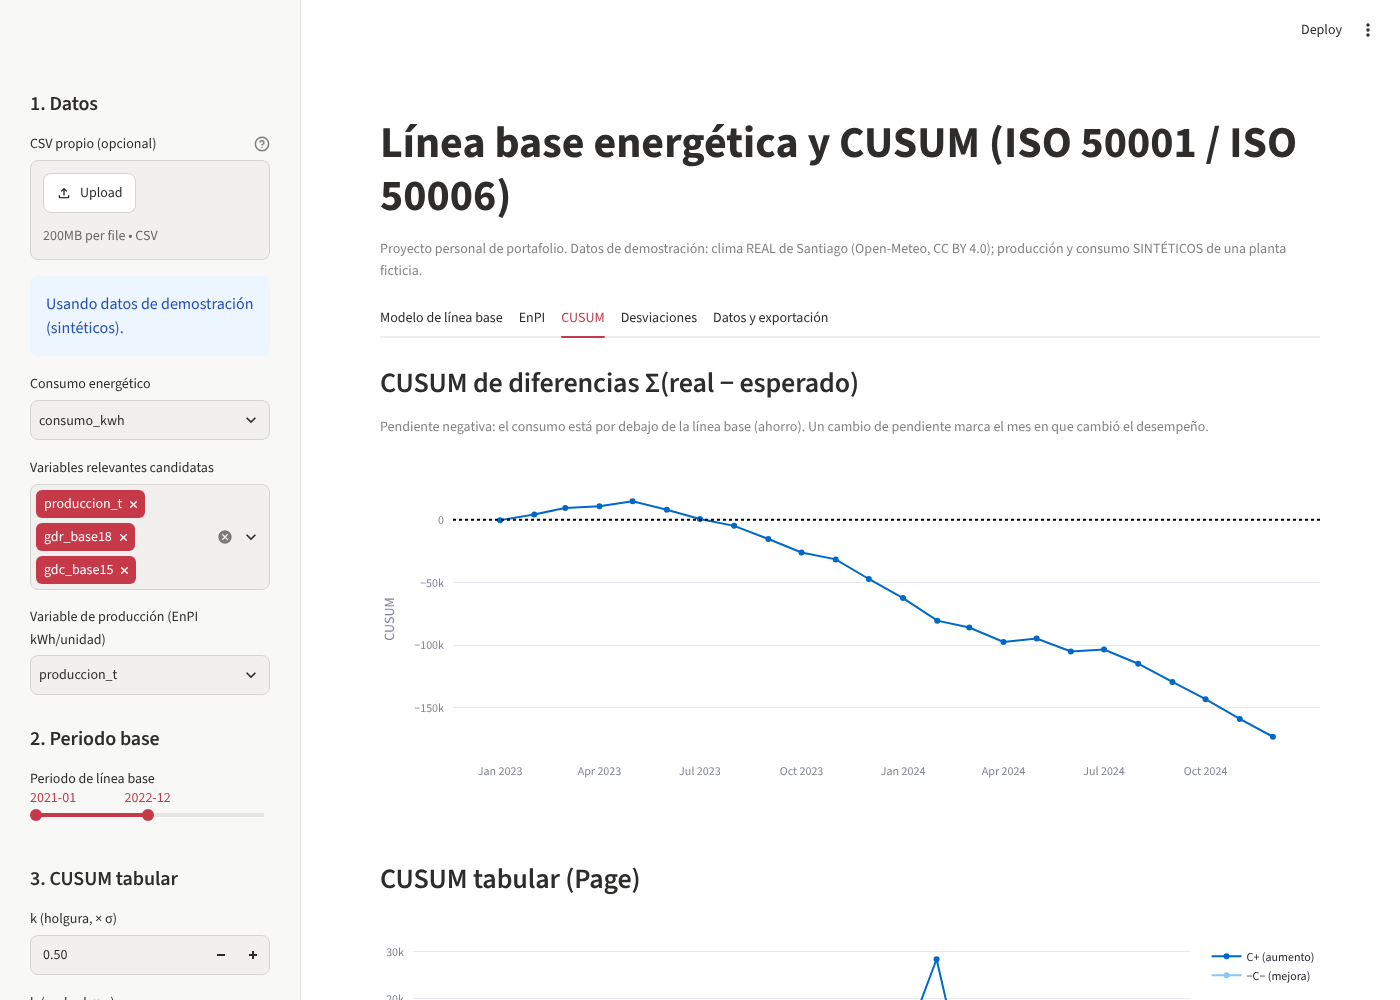 Deploy
1. Datos
CSV propio (opcional)
Upload
200MB per file • CSV
Usando datos de demostración
(sintéticos).
Consumo energético
consumo_kwh
Variables relevantes candidatas
produccion_t
gdr_base18
gdc_base15
Variable de producción (EnPI
kWh/unidad)
produccion_t
2. Periodo base
Periodo de línea base
2021-01 2022-12
3. CUSUM tabular
k (holgura, × σ)
0.50
Línea base energética y CUSUM (ISO 50001 / ISO
50006)
Proyecto personal de portafolio. Datos de demostración: clima REAL de Santiago (Open-Meteo, CC BY 4.0); producción y consumo SINTÉTICOS de una planta
ficticia.
Modelo de línea base EnPI CUSUM Desviaciones Datos y exportación
CUSUM de diferencias Σ(real − esperado)
Pendiente negativa: el consumo está por debajo de la línea base (ahorro). Un cambio de pendiente marca el mes en que cambió el desempeño.
CUSUM
0
−50k
−100k
−150k
Jan 2023 Apr 2023 Jul 2023 Oct 2023 Jan 2024 Apr 2024 Jul 2024 Oct 2024
CUSUM tabular (Page)
30k
20k
C+ (aumento)
−C− (mejora)